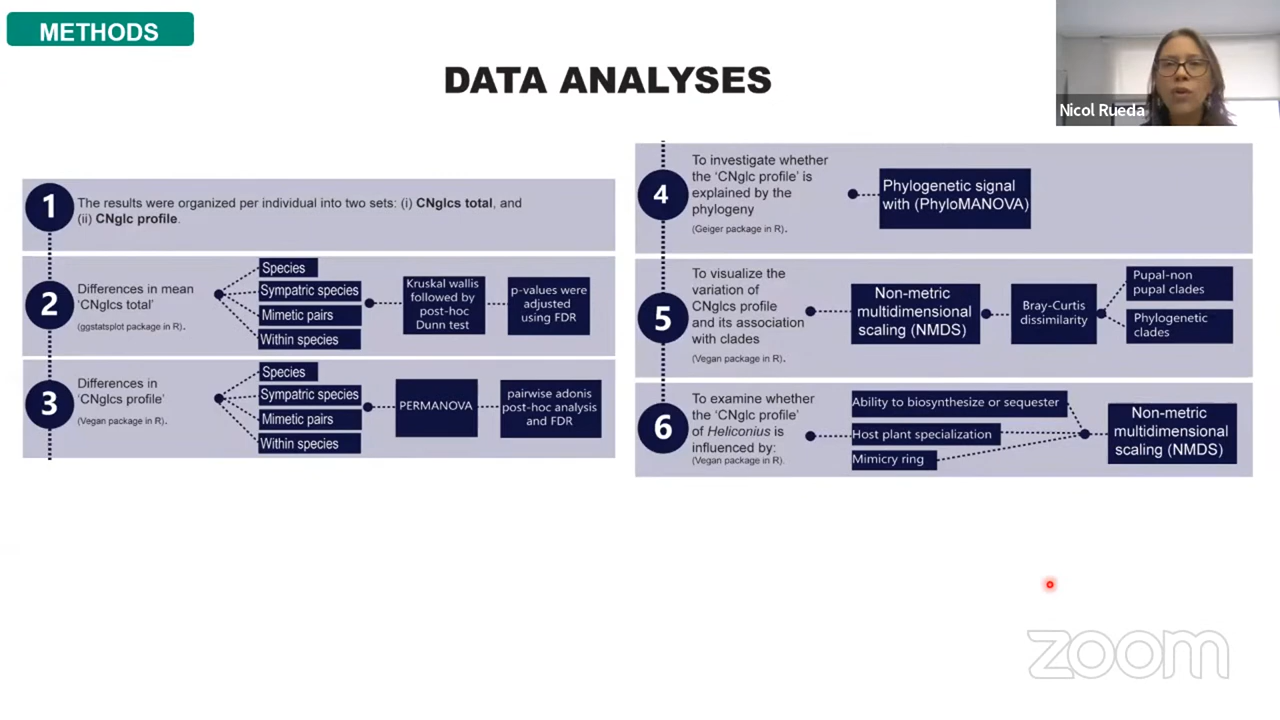 METHODS
DATA ANALYSES
Nicol Rueda
1
The results were organized per individual into two sets: (i) CNglcs total, and
(ii) CNglc profile.
2
Differences in mean
'CNglcs total'
(ggstatsplot package in R).
Species
Sympatric species
Mimetic pairs
Within species
Kruskal wallis
followed by
post-hoc
Dunn test
p-values were
adjusted
using FDR
3
Differences in
'CNglcs profile'
(Vegan package in R).
Species
Sympatric species
Mimetic pairs
Within species
PERMANOVA
pairwise adonis
post-hoc analysis
and FDR
4
To investigate whether
the 'CNglc profile' is
explained by the
phylogeny
(Geiger package in R).
Phylogenetic signal
with (PhyloMANOVA)
5
To visualize the
variation of
CNglcs profile
and its association
with clades
(Vegan package in R).
Non-metric
multidimensional
scaling (NMDS)
Bray-Curtis
dissimilarity
Pupal-non
pupal clades
Phylogenetic
clades
6
To examine whether
the 'CNglc profile'
of Heliconius is
influenced by:
(Vegan package in R).
Ability to biosynthesize or sequester
Host plant specialization
Mimicry ring
Non-metric
multidimensional
scaling (NMDS)
zoom